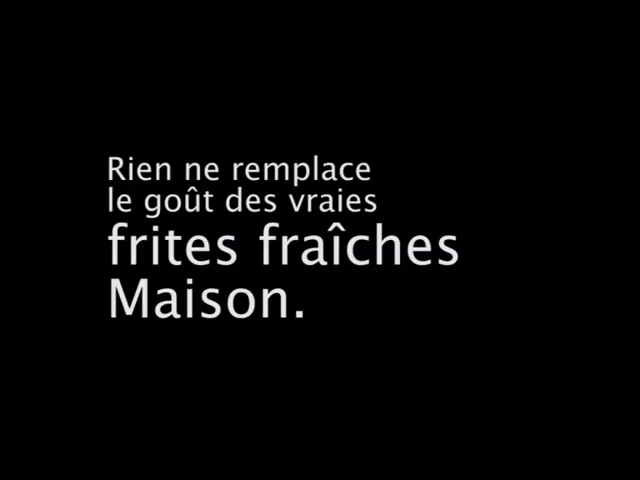 Rien ne remplace
le goût des vraies
frites fraîches
Maison.